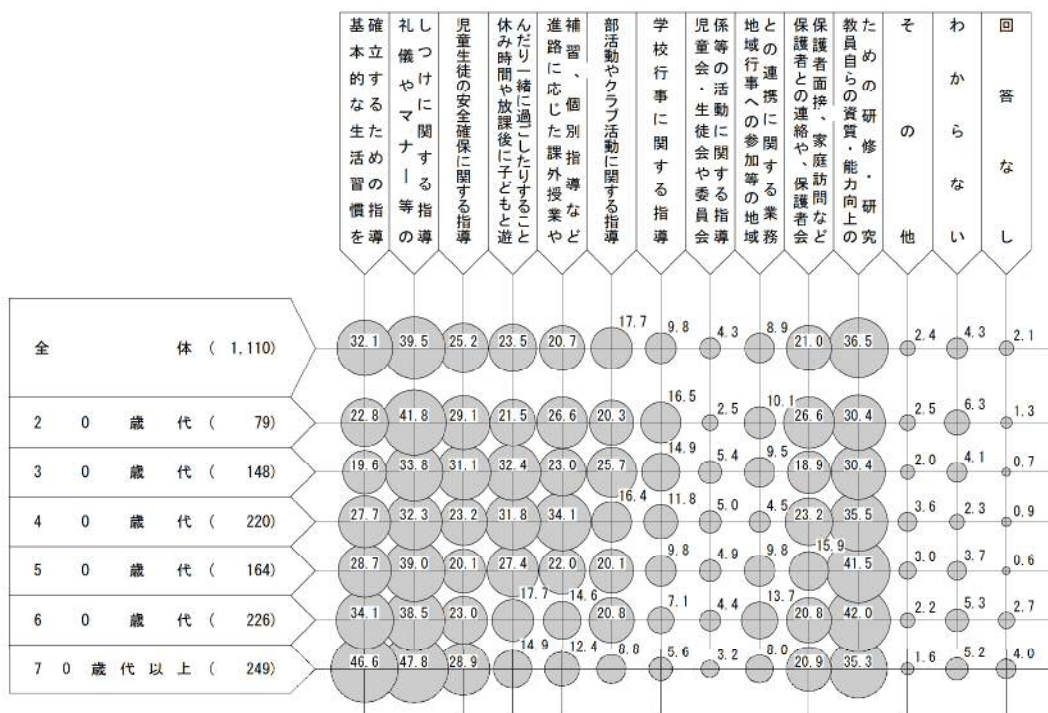 基本的な生活習慣を
確立するための指導
礼儀やマナー等の
しつけに関する指導
児童生徒の安全確保に関する指導
休み時間や放課後に子どもと遊
んだり一緒に過ごしたりすること
進路に応じた課外授業や
補習、個別指導など
部活動やクラブ活動に関する指導
学校行事に関する指導
児童会・生徒会や委員会
係等の活動に関する指導
地域行事への参加等の地域
との連携に関する業務
保護者面接、家庭訪問など
保護者との連絡や、保護者会
教員自らの資質・能力向上の
ための研修・研究
その他
わからない
回答なし
全体 ( 1,110) 32.1 39.5 25.2 23.5 20.7 17.7 9.8 4.3 8.9 21.0 36.5 2.4 4.3 2.1
20歳代 ( 79) 22.8 41.8 29.1 21.5 26.6 20.3 16.5 2.5 10.1 26.6 30.4 2.5 6.3 1.3
30歳代 ( 148) 19.6 33.8 31.1 32.4 23.0 25.7 14.9 5.4 9.5 18.9 30.4 2.0 4.1 0.7
40歳代 ( 220) 27.7 32.3 23.2 31.8 34.1 16.4 11.8 5.0 4.5 23.2 35.5 3.6 2.3 0.9
50歳代 ( 164) 28.7 39.0 20.1 27.4 22.0 20.1 9.8 4.9 9.8 15.9 41.5 3.0 3.7 0.6
60歳代 ( 226) 34.1 38.5 23.0 17.7 14.6 20.8 7.1 4.4 13.7 20.8 42.0 2.2 5.3 2.7
70歳代以上 ( 249) 46.6 47.8 28.9 14.9 12.4 8.8 5.6 3.2 8.0 20.9 35.3 1.6 5.2 4.0